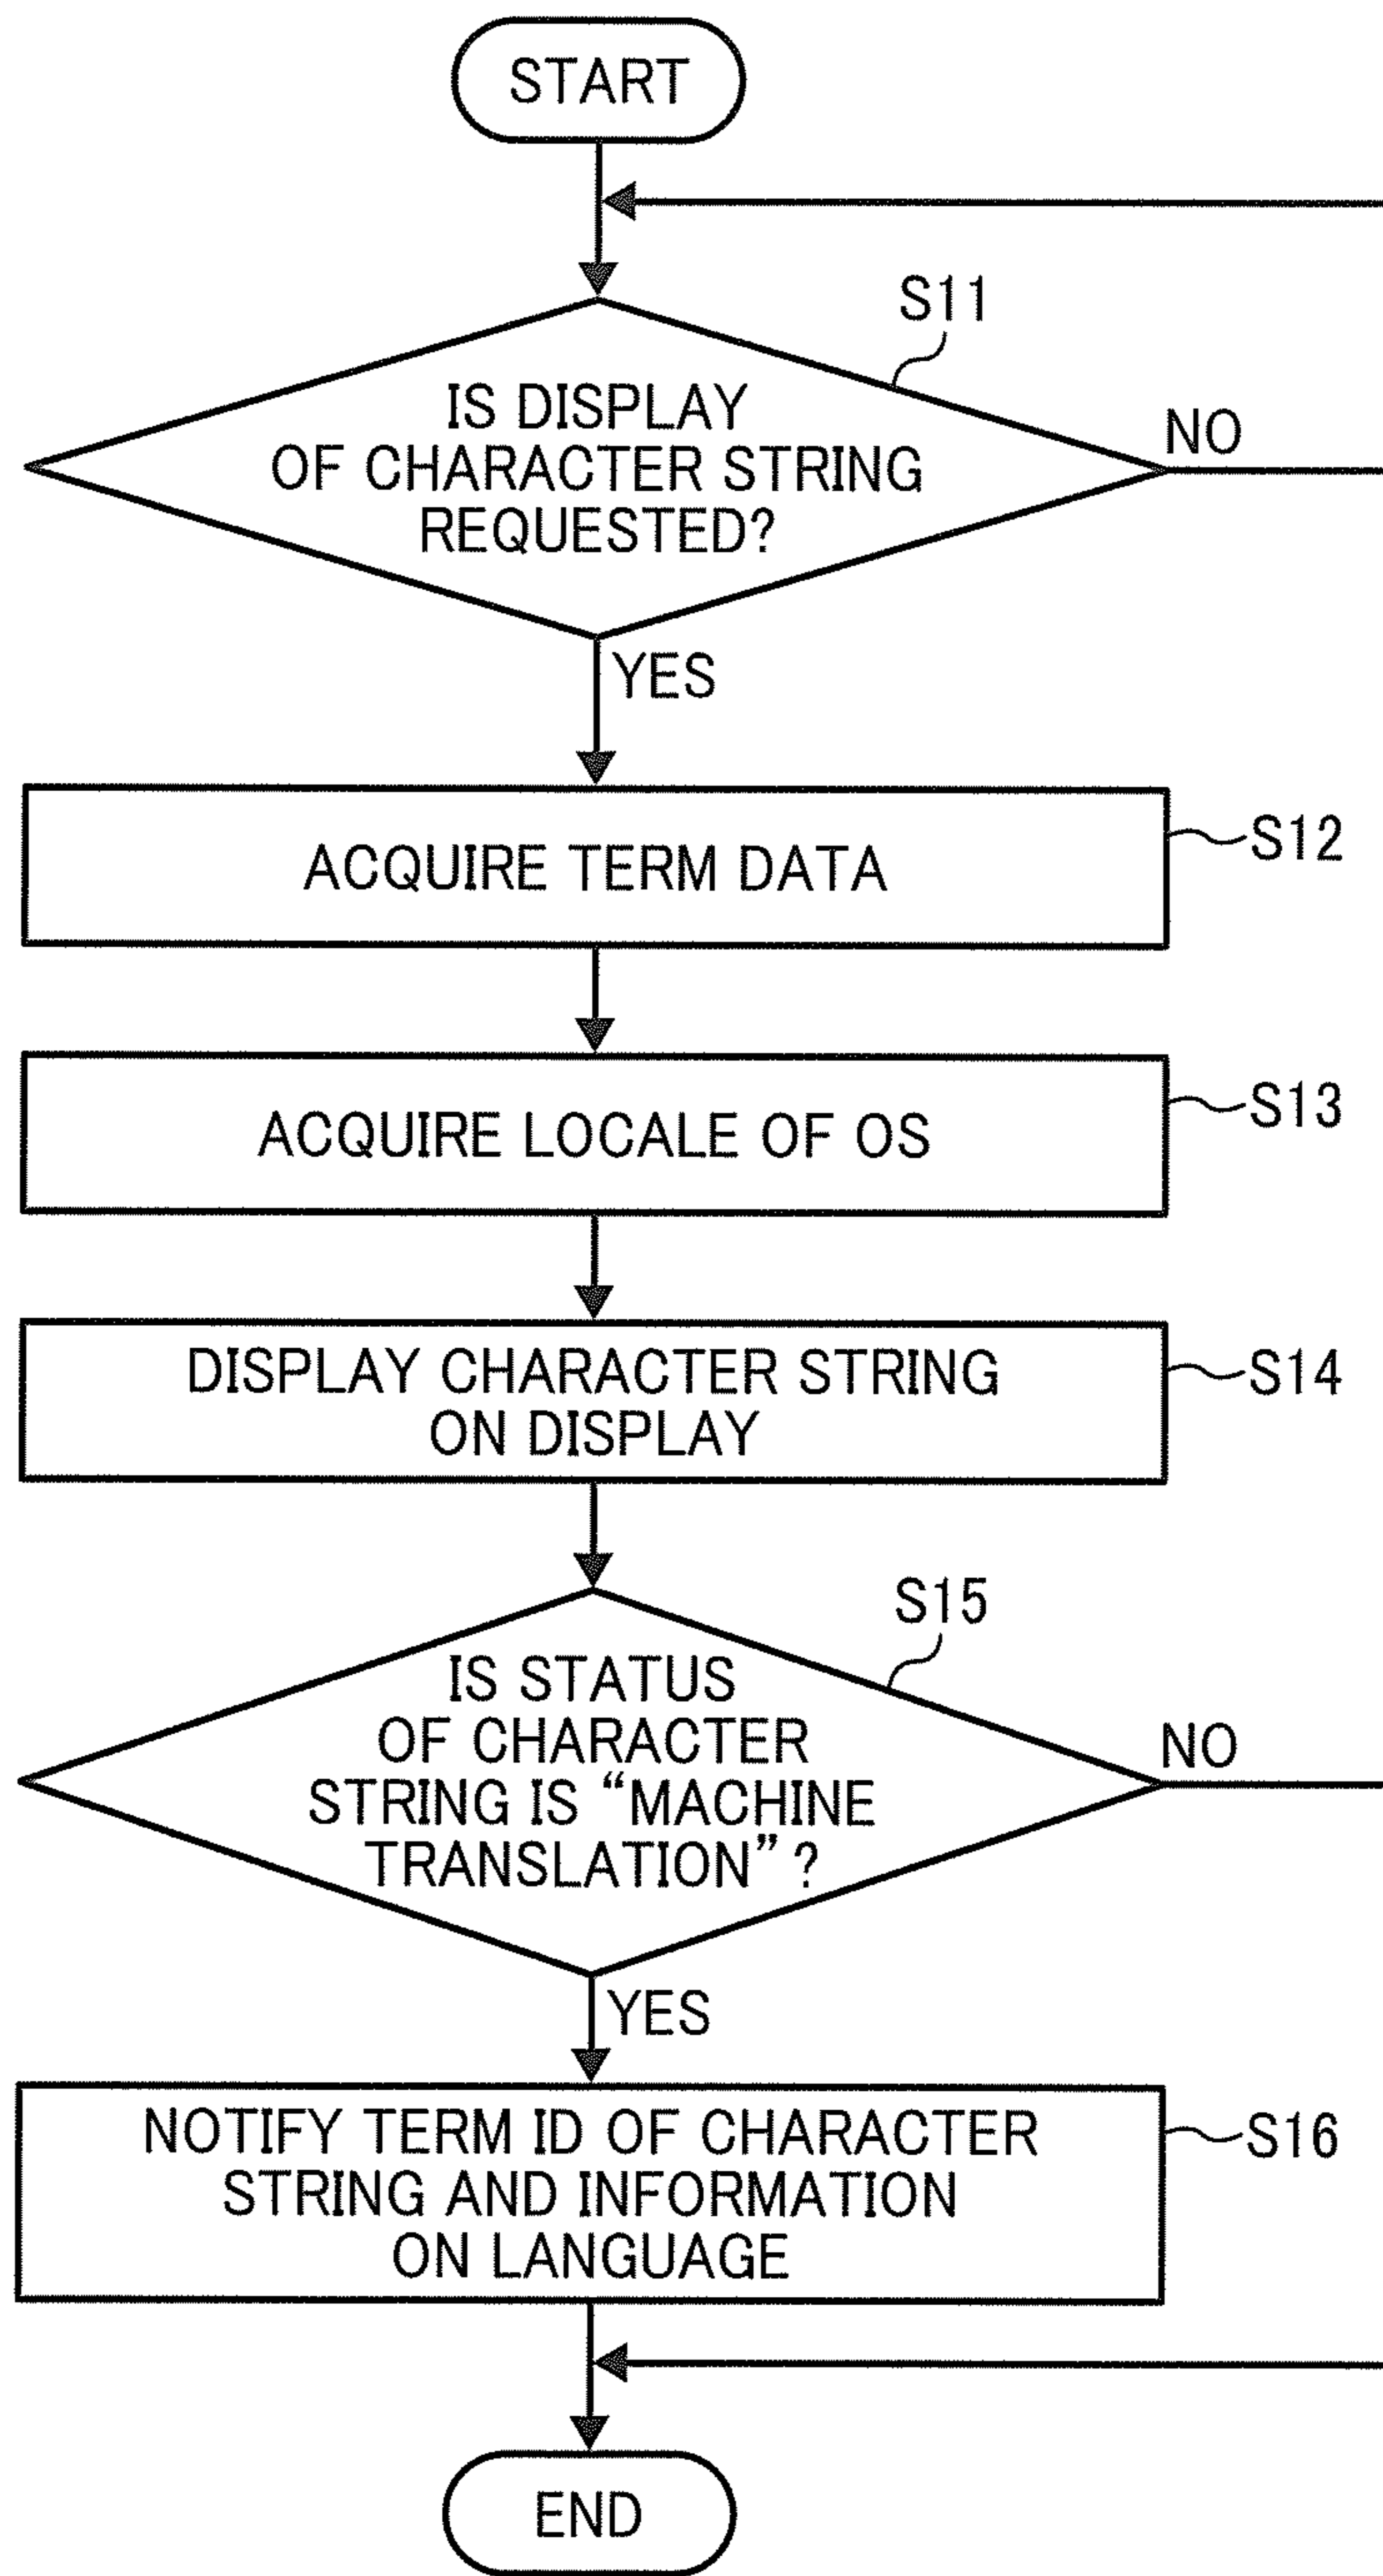 START
S11
IS DISPLAY
OF CHARACTER STRING
REQUESTED?
NO
YES
ACQUIRE TERM DATA
S12
ACQUIRE LOCALE OF OS
S13
DISPLAY CHARACTER STRING
ON DISPLAY
S14
S15
IS STATUS
OF CHARACTER
STRING IS “MACHINE
TRANSLATION”?
NO
YES
NOTIFY TERM ID OF CHARACTER
STRING AND INFORMATION
ON LANGUAGE
S16
END